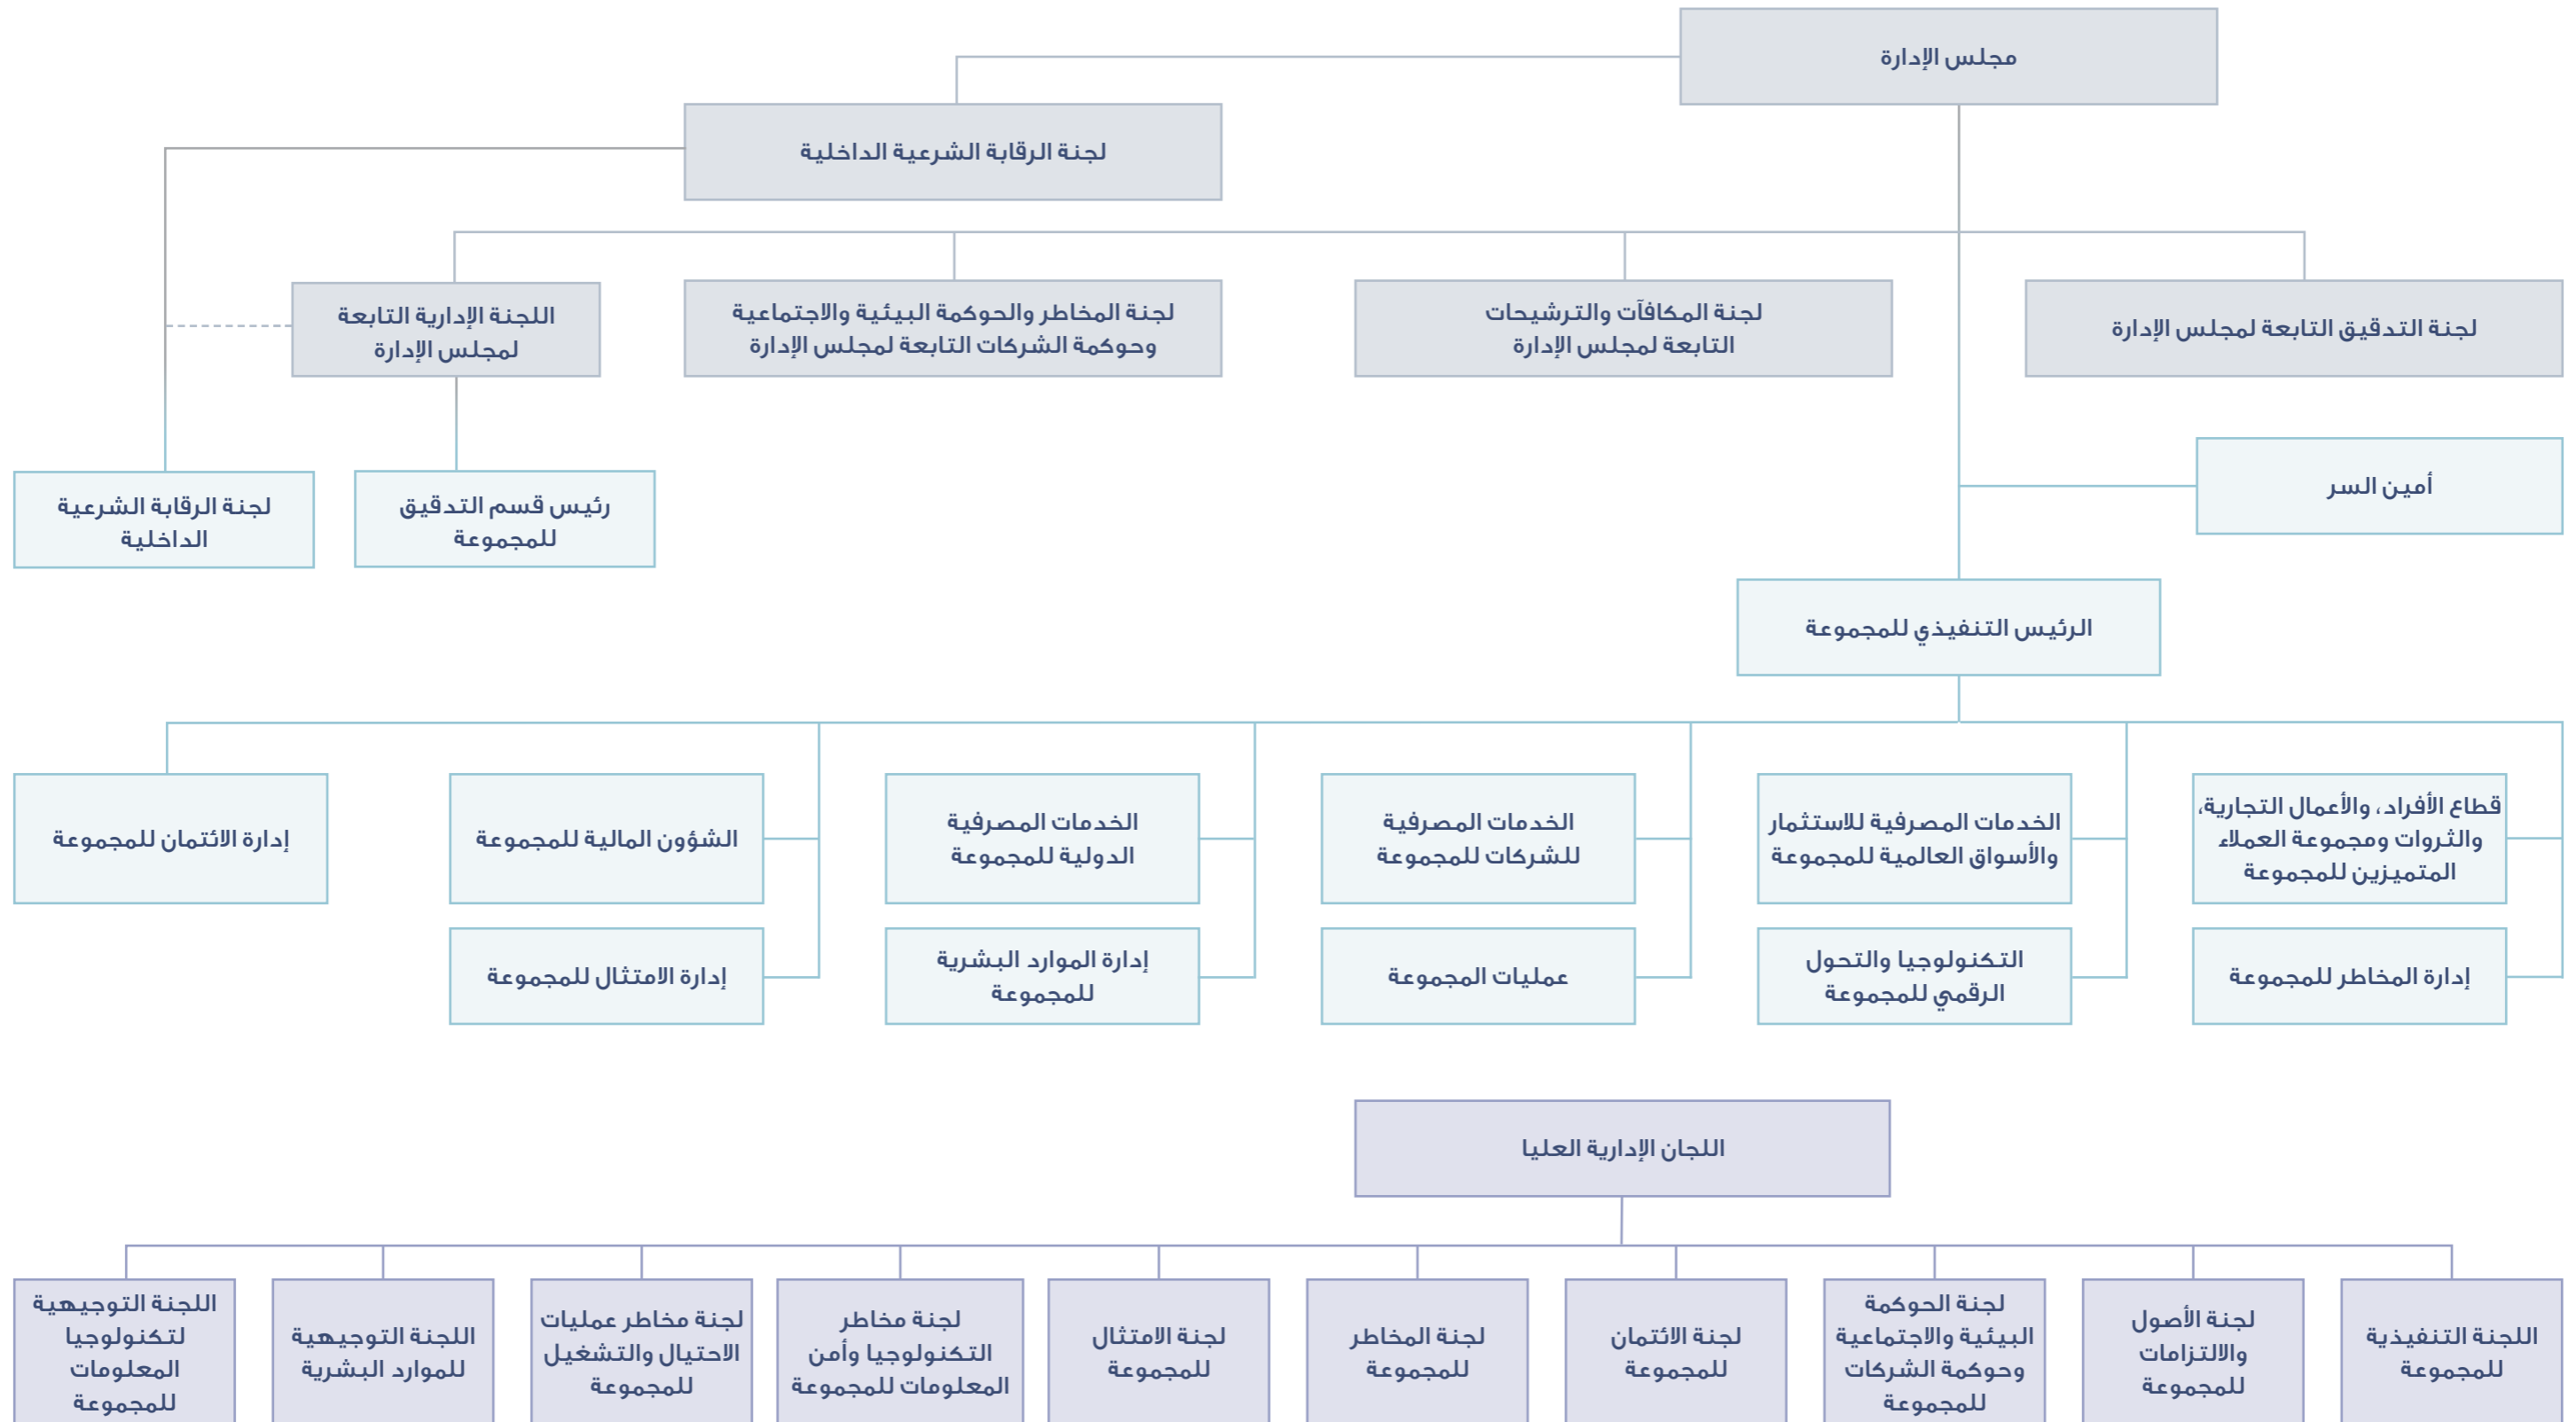 مجلس الإدارة
لجنة الرقابة الشرعية الداخلية
لجنة التدقيق التابعة لمجلس الإدارة
لجنة المكافآت والترشيحات
التابعة لمجلس الإدارة
لجنة المخاطر والحوكمة البيئية والاجتماعية
وحوكمة الشركات التابعة لمجلس الإدارة
اللجنة الإدارية التابعة
لمجلس الإدارة
أمين السر
رئيس قسم التدقيق
للمجموعة
لجنة الرقابة الشرعية
الداخلية
الرئيس التنفيذي للمجموعة
قطاع الأفراد، والأعمال التجارية،
والثروات ومجموعة العملاء
المتميزين للمجموعة
الخدمات المصرفية للاستثمار
والأسواق العالمية للمجموعة
الخدمات المصرفية
للشركات للمجموعة
الخدمات المصرفية
الدولية للمجموعة
الشؤون المالية للمجموعة
إدارة الائتمان للمجموعة
إدارة المخاطر للمجموعة
التكنولوجيا والتحول
الرقمي للمجموعة
عمليات المجموعة
إدارة الموارد البشرية
للمجموعة
إدارة الامتثال للمجموعة
اللجان الإدارية العليا
اللجنة التنفيذية
للمجموعة
لجنة الأصول
والالتزامات
للمجموعة
لجنة الحوكمة
البيئية والاجتماعية
وحوكمة الشركات
للمجموعة
لجنة الائتمان
للمجموعة
لجنة المخاطر
للمجموعة
لجنة الامتثال
للمجموعة
لجنة مخاطر
التكنولوجيا وأمن
المعلومات للمجموعة
لجنة مخاطر عمليات
الاحتيال والتشغيل
للمجموعة
اللجنة التوجيهية
للموارد البشرية
اللجنة التوجيهية
لتكنولوجيا
المعلومات
للمجموعة